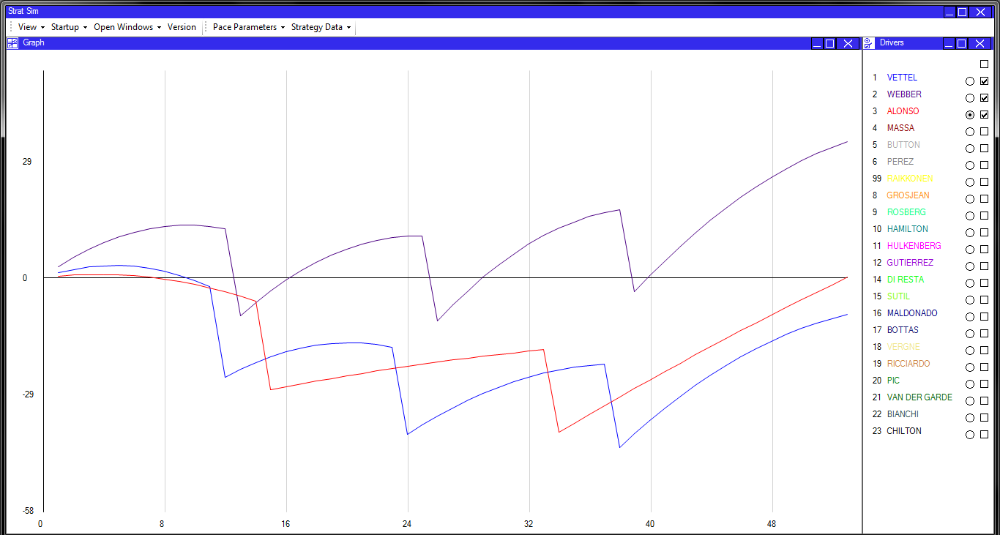 Strat Sim
View Startup Open Windows Version Pace Parameters Strategy Data
Graph
29
0
-29
-58
0 8 16 24 32 40 48
Drivers
1 VETTEL
2 WEBBER
3 ALONSO
4 MASSA
5 BUTTON
6 PEREZ
99 RAIKKONEN
8 GROSJEAN
9 ROSBERG
10 HAMILTON
11 HULKENBERG
12 GUTIERREZ
14 DI RESTA
15 SUTIL
16 MALDONADO
17 BOTTAS
18 VERGNE
19 RICCIARDO
20 PIC
21 VAN DER GARDE
22 BIANCHI
23 CHILTON